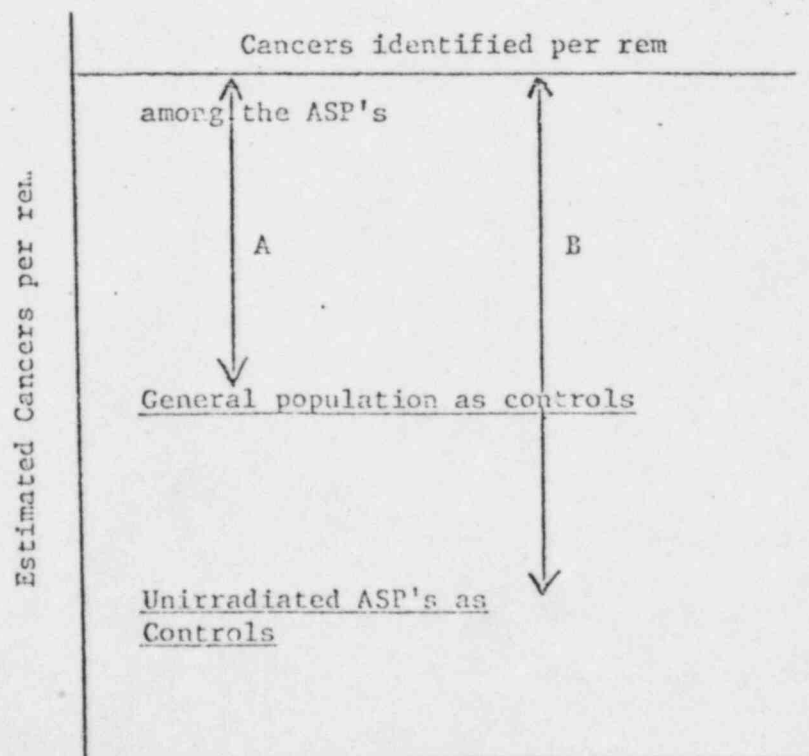 Cancers identified per rem
among the ASP's
A
B
General population as controls
Unirradiated ASP's as
Controls
Estimated Cancers per rem